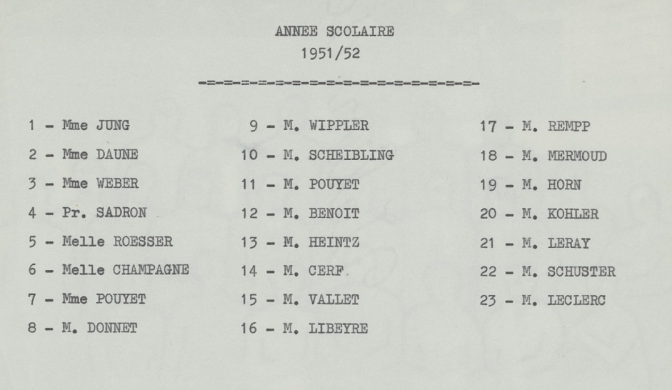 ANNEE SCOLAIRE
1951/52
-=-=-=-=-=-=-=-=-=-=-=-=-=-=-=-=-
1 - Mme JUNG
2 - Mme DAUNE
3 - Mme WEBER
4 - Pr. SADRON
5 - Melle ROESSER
6 - Melle CHAMPAGNE
7 - Mme POUYET
8 - M. DONNET
9 - M. WIPPLER
10 - M. SCHEIBLING
11 - M. POUYET
12 - M. BENOIT
13 - M. HEINTZ
14 - M. CERF.
15 - M. VALLET
16 - M. LIBEYRE
17 - M. REMPP
18 - M. MERMOUD
19 - M. HORN
20 - M. KOHLER
21 - M. LERAY
22 - M. SCHUSTER
23 - M. LECLERC